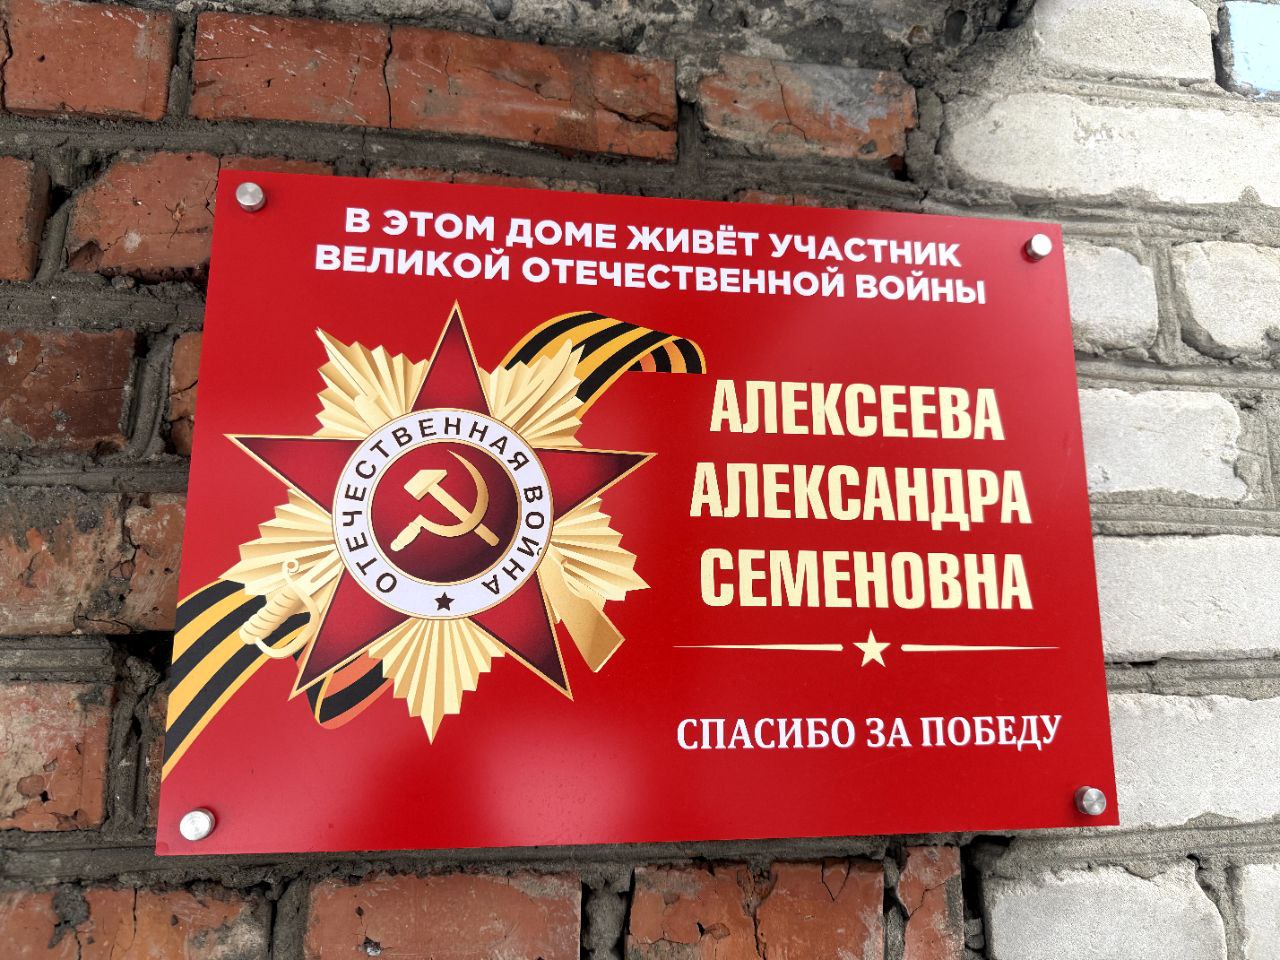 В ЭТОМ ДОМЕ ЖИВЁТ УЧАСТНИК
ВЕЛИКОЙ ОТЕЧЕСТВЕННОЙ ВОЙНЫ
ОТЕЧЕСТВЕННАЯ ВОЙНА
АЛЕКСЕЕВА
АЛЕКСАНДРА
СЕМЕНОВНА
СПАСИБО ЗА ПОБЕДУ